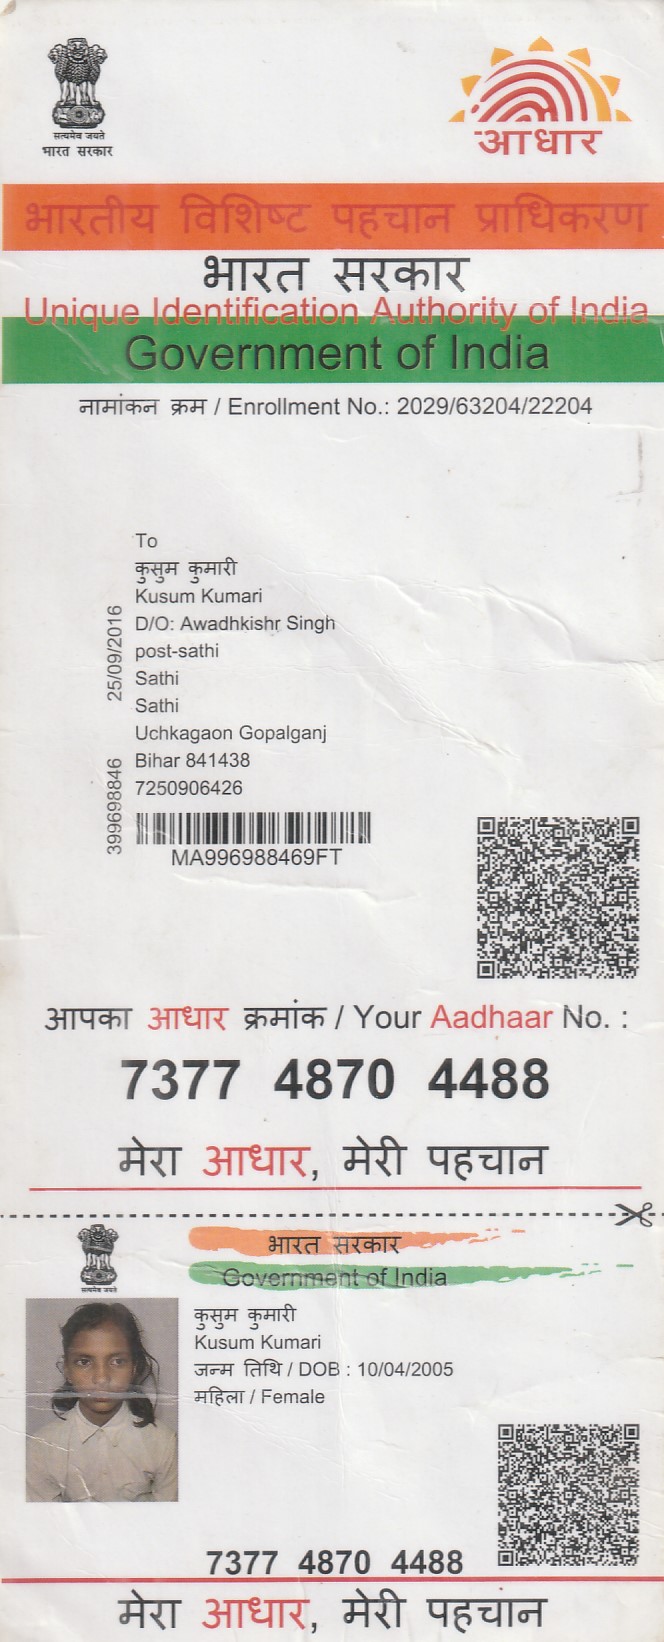 सत्यमेव जयते
भारत सरकार
आधार
भारतीय विशिष्ट पहचान प्राधिकरण
भारत सरकार
Unique Identification Authority of India
Government of India
नामांकन क्रम / Enrollment No.: 2029/63204/22204
To
कुसुम कुमारी
Kusum Kumari
D/O: Awadhkishr Singh
post-sathi
Sathi
Sathi
Uchkagaon Gopalganj
Bihar 841438
7250906426
25/09/2016
399698846
MA996988469FT
आपका आधार क्रमांक / Your Aadhaar No. :
7377 4870 4488
मेरा आधार, मेरी पहचान
सत्यमेव जयते
भारत सरकार
Government of India
कुसुम कुमारी
Kusum Kumari
जन्म तिथि / DOB : 10/04/2005
महिला / Female
7377 4870 4488
मेरा आधार, मेरी पहचान